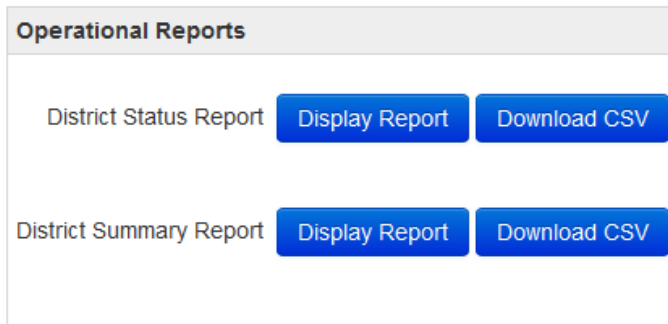 Operational Reports
District Status Report Display Report Download CSV
District Summary Report Display Report Download CSV